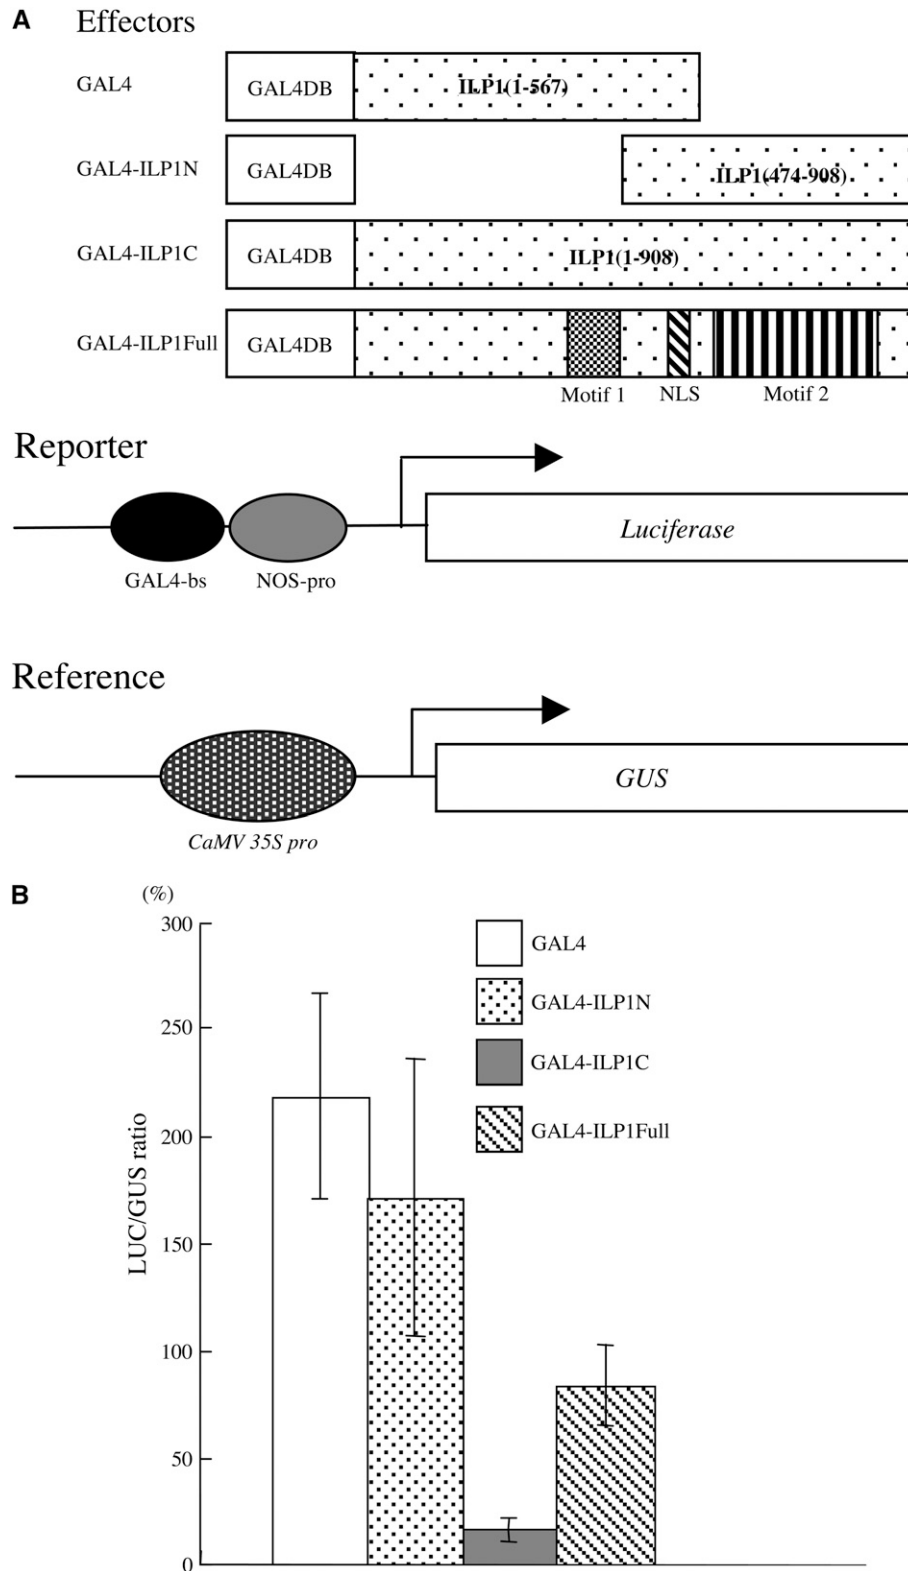 A Effectors
GAL4 GAL4DB ILP1(1-567)
GAL4-ILP1N GAL4DB ILP1(474-908)
GAL4-ILP1C GAL4DB ILP1(1-908)
GAL4-ILP1Full GAL4DB
Motif 1 NLS Motif 2
Reporter
Luciferase
GAL4-bs NOS-pro
Reference
GUS
CaMV 35S pro
B (%)
300
250
200
150
100
50
0
LUC/GUS ratio
GAL4
GAL4-ILP1N
GAL4-ILP1C
GAL4-ILP1Full